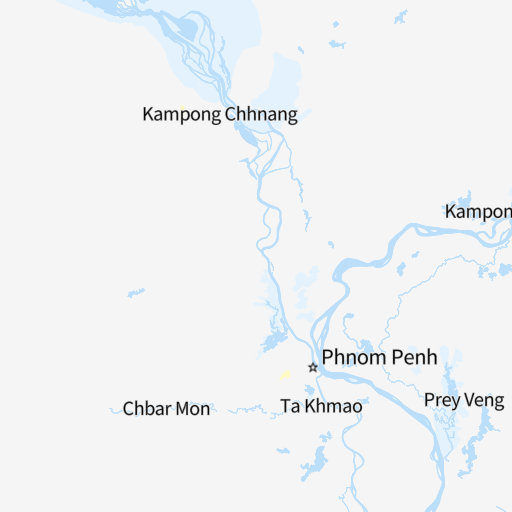 Kampong Chhnang
Kampon
Phnom Penh
Prey Veng
Ta Khmao
Chbar Mon